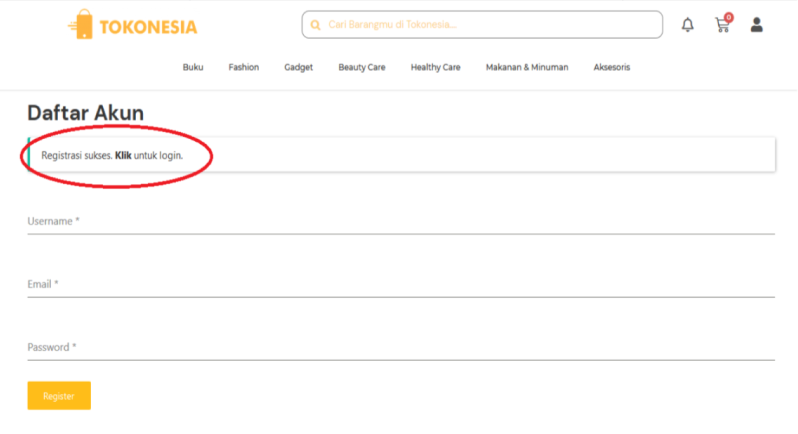 TOKONESIA
Cari Barangmu di Tokonesia...
0
Buku Fashion Gadget Beauty Care Healthy Care Makanan & Minuman Aksesoris
Daftar Akun
Registrasi sukses. Klik untuk login.
Username *
Email *
Password *
Register